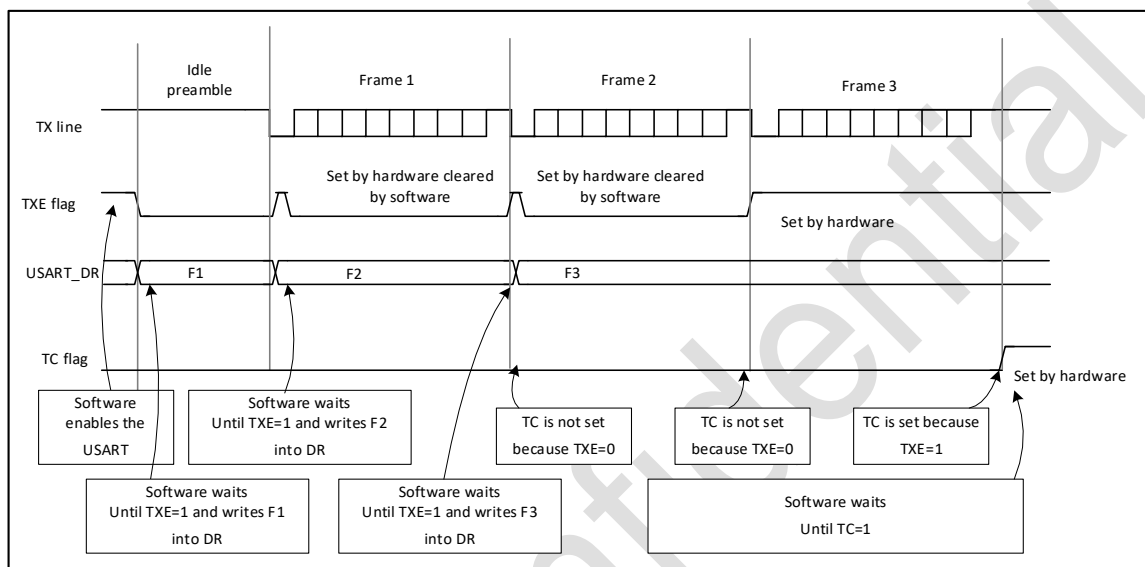 Idle
preamble
Frame 1
Frame 2
Frame 3
TX line
TXE flag
Set by hardware cleared
by software
Set by hardware cleared
by software
Set by hardware
USART_DR
F1
F2
F3
TC flag
Set by hardware
Software
enables the
USART
Software waits
Until TXE=1 and writes F2
into DR
TC is not set
because TXE=0
TC is not set
because TXE=0
TC is set because
TXE=1
Software waits
Until TXE=1 and writes F1
into DR
Software waits
Until TXE=1 and writes F3
into DR
Software waits
Until TC=1
nfidential